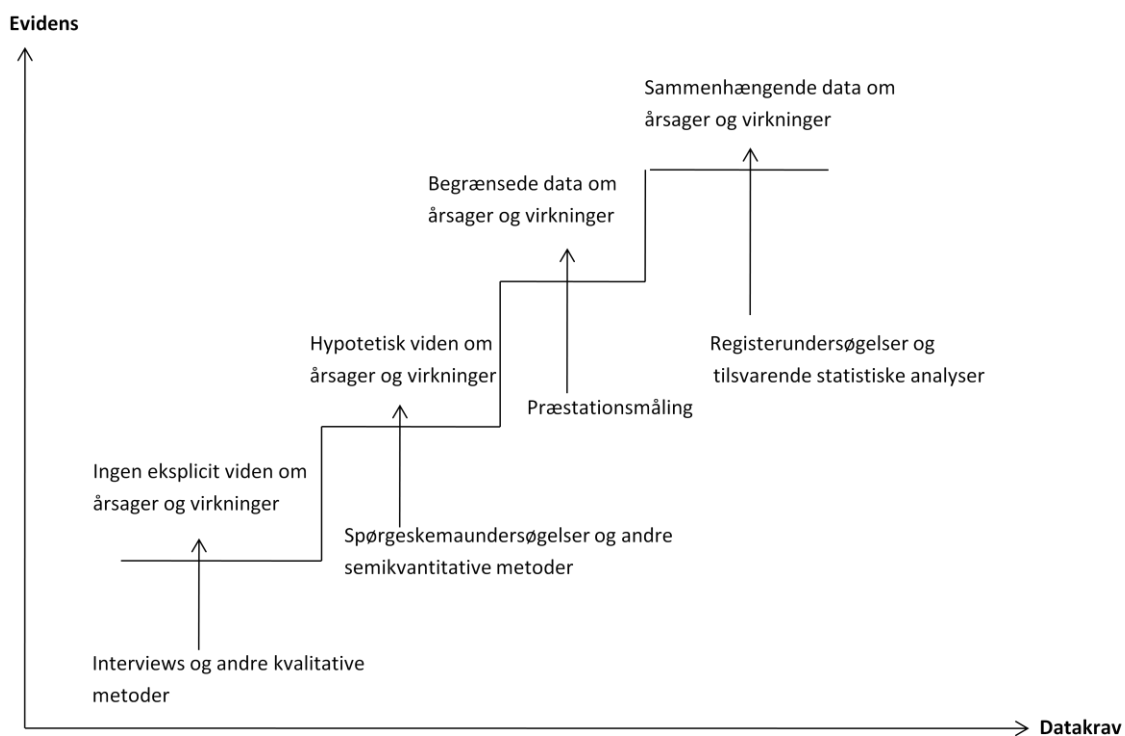 Evidens
Sammenhængende data om
årsager og virkninger
Begrænsede data om
årsager og virkninger
Hypotetisk viden om
årsager og virkninger
Registerundersøgelser og
tilsvarende statistiske analyser
Præstationsmåling
Ingen eksplicit viden om
årsager og virkninger
Spørgeskemaundersøgelser og andre
semikvantitative metoder
Interviews og andre kvalitative
metoder
Datakrav